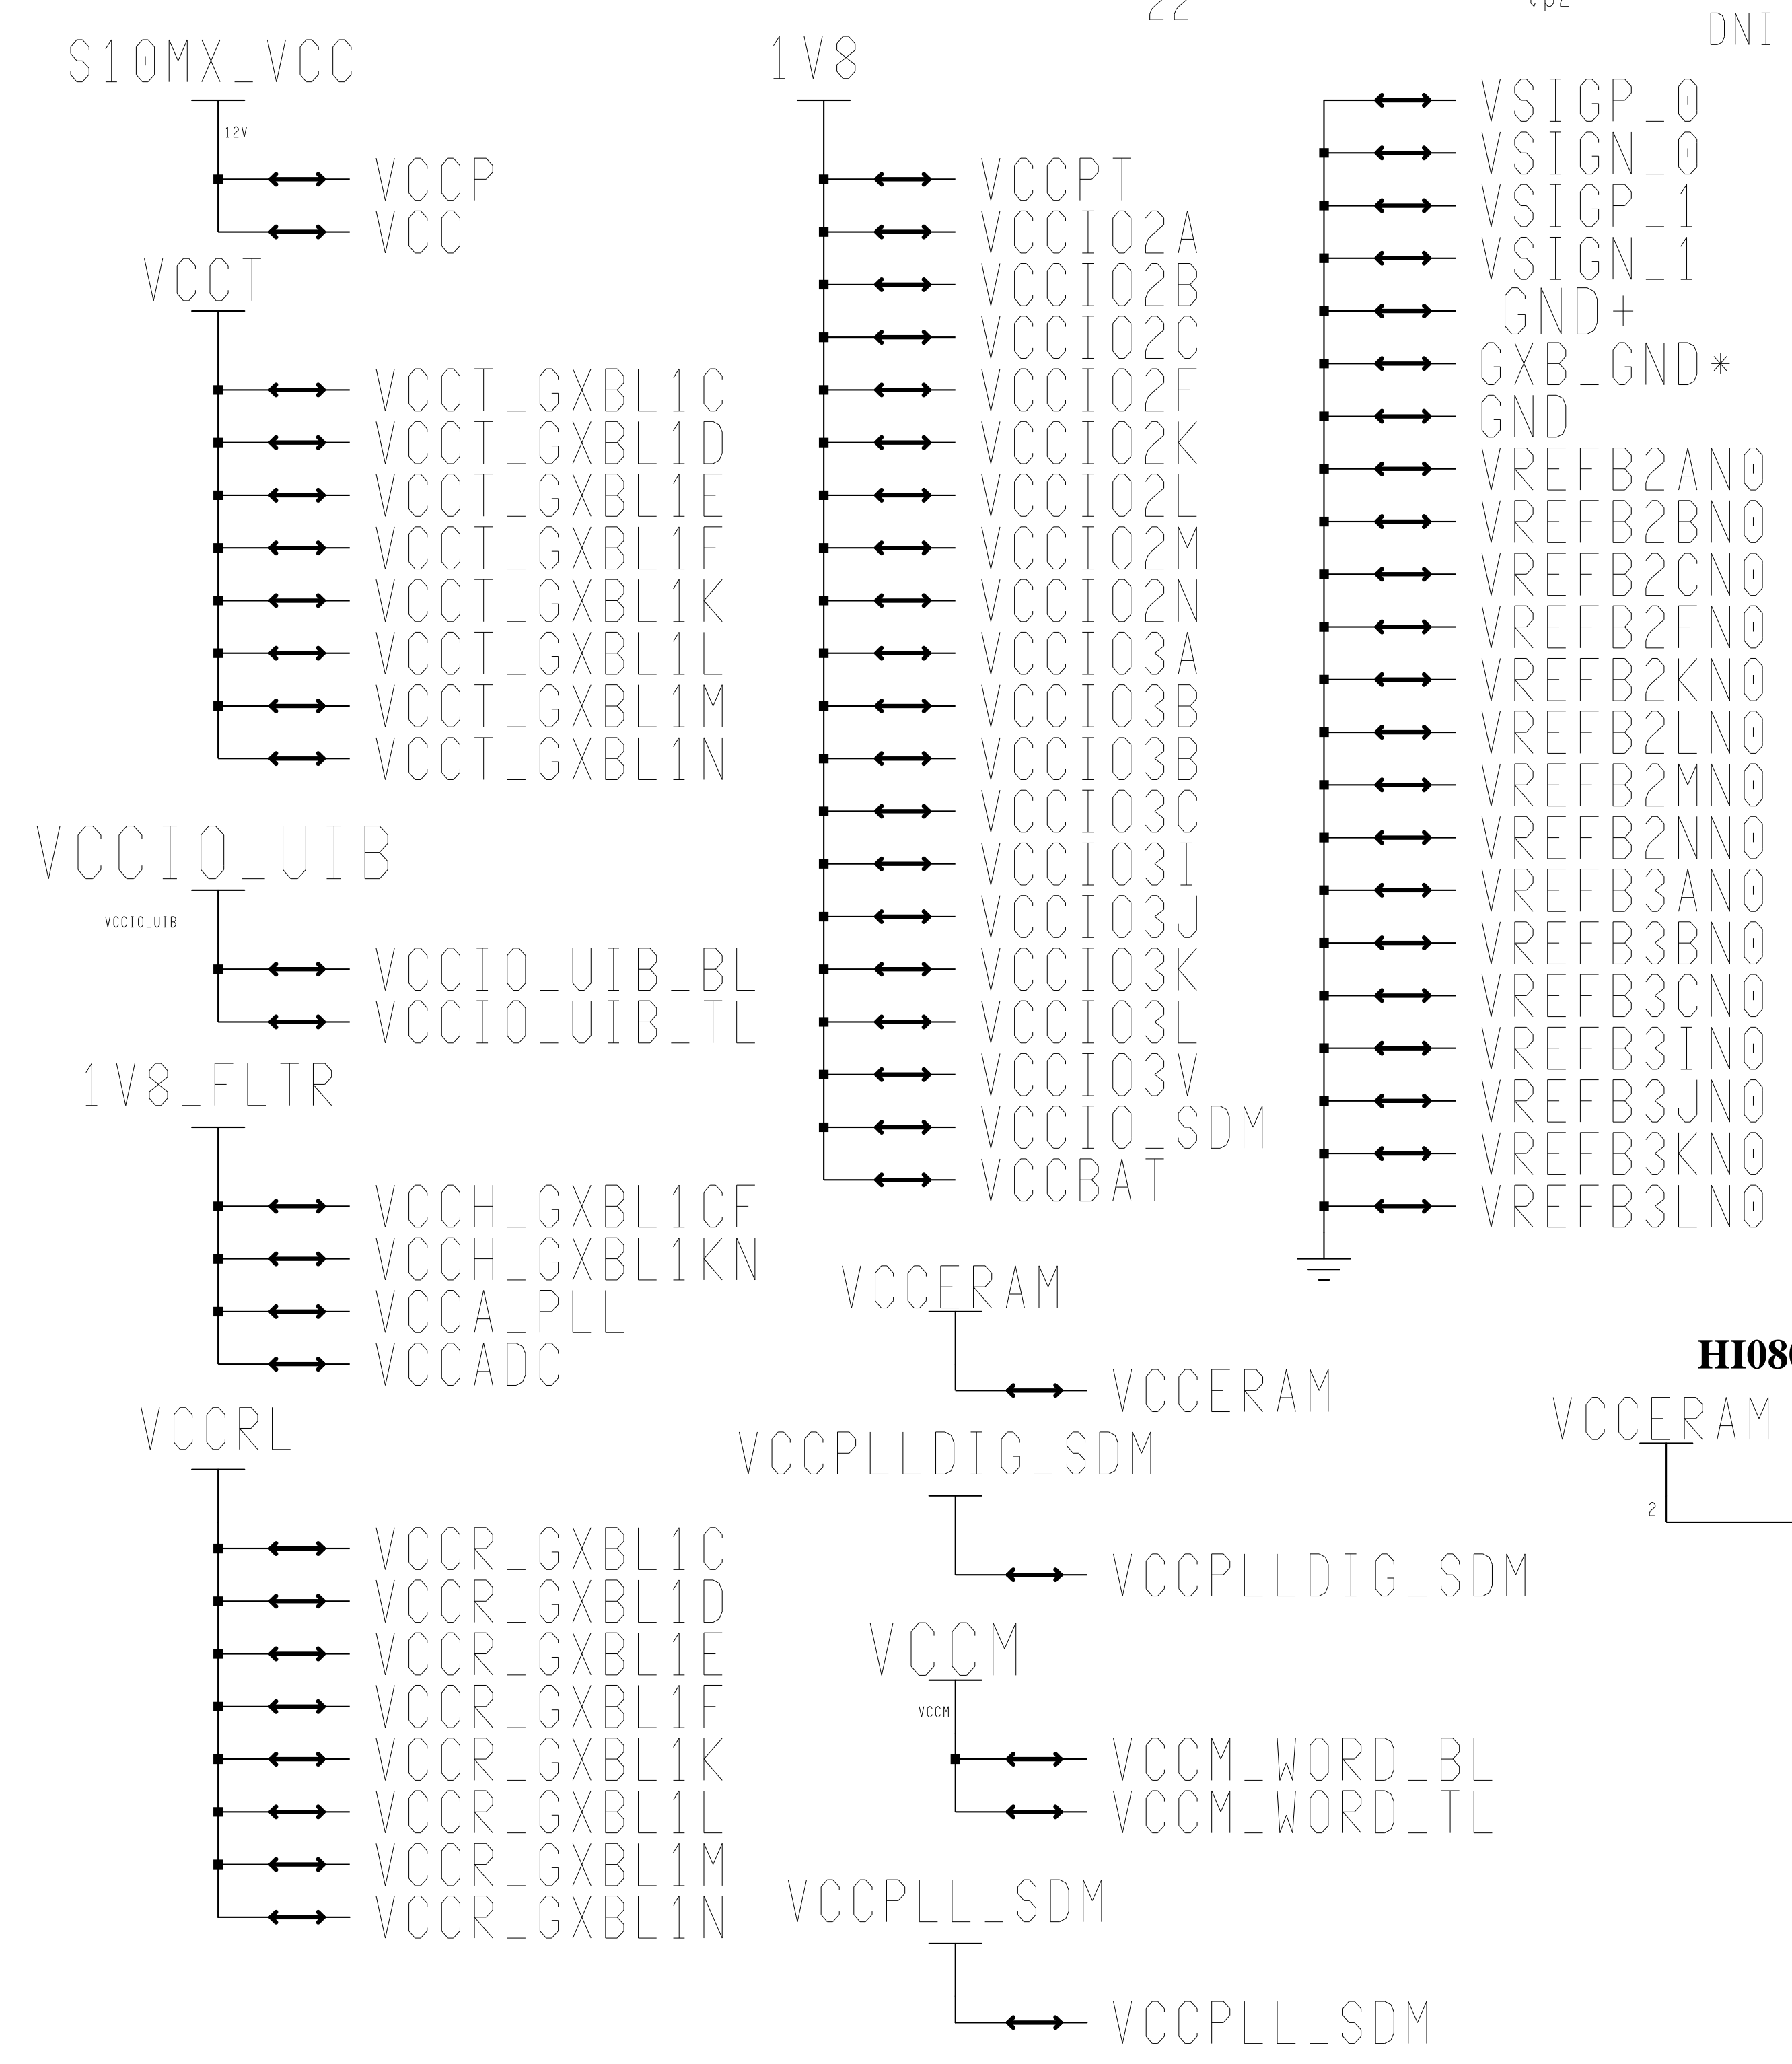 22
DNI
S10MX_VCC
12V
VCCP
VCC
VCCT
VCCT_GXBL1C
VCCT_GXBL1D
VCCT_GXBL1E
VCCT_GXBL1F
VCCT_GXBL1K
VCCT_GXBL1L
VCCT_GXBL1M
VCCT_GXBL1N
VCCIO_UIB
VCCIO_UIB
VCCIO_UIB_BL
VCCIO_UIB_TL
1V8_FLTR
VCCH_GXBL1CF
VCCH_GXBL1KN
VCCA_PLL
VCCADC
VCCRL
VCCR_GXBL1C
VCCR_GXBL1D
VCCR_GXBL1E
VCCR_GXBL1F
VCCR_GXBL1K
VCCR_GXBL1L
VCCR_GXBL1M
VCCR_GXBL1N
1V8
VCCPT
VCCIO2A
VCCIO2B
VCCIO2C
VCCIO2F
VCCIO2K
VCCIO2L
VCCIO2M
VCCIO2N
VCCIO3A
VCCIO3B
VCCIO3B
VCCIO3C
VCCIO3I
VCCIO3J
VCCIO3K
VCCIO3L
VCCIO3V
VCCIO_SDM
VCCBAT
VCCERAM
VCCERAM
VCCPLLDIG_SDM
VCCPLLDIG_SDM
VCCM
VCCM
VCCM_WORD_BL
VCCM_WORD_TL
VCCPLL_SDM
VCCPLL_SDM
VSIGP_0
VSIGN_0
VSIGP_1
VSIGN_1
GND+
GXB_GND*
GND
VREFB2AN0
VREFB2BN0
VREFB2CN0
VREFB2FN0
VREFB2KN0
VREFB2LN0
VREFB2MN0
VREFB2NN0
VREFB3AN0
VREFB3BN0
VREFB3CN0
VREFB3IN0
VREFB3JN0
VREFB3KN0
VREFB3LN0
HI08
VCCERAM
2